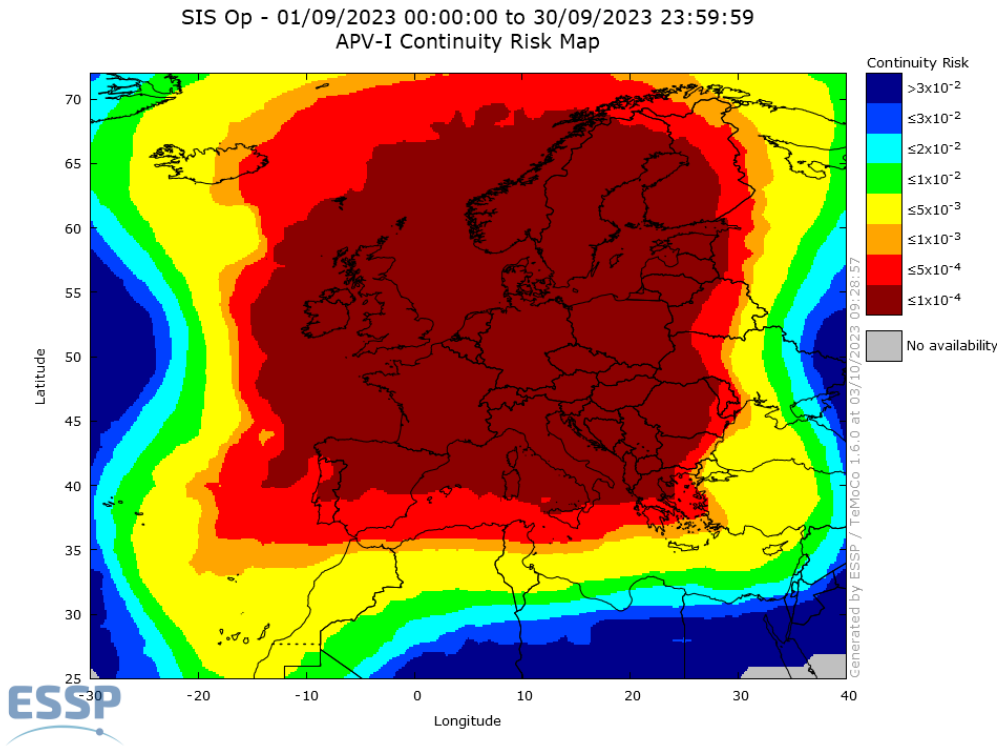 SIS Op - 01/09/2023 00:00:00 to 30/09/2023 23:59:59
APV-I Continuity Risk Map
Continuity Risk
>3x10-2
≤3x10-2
≤2x10-2
≤1x10-2
≤5x10-3
≤1x10-3
≤5x10-4
≤1x10-4
No availability
Latitude
70
65
60
55
50
45
40
35
30
25
-30
-20
-10
0
10
20
30
40
Longitude
Generated by ESSP / TeMoCo 1.6.0 at 03/10/2023 09:28:57
ESSP